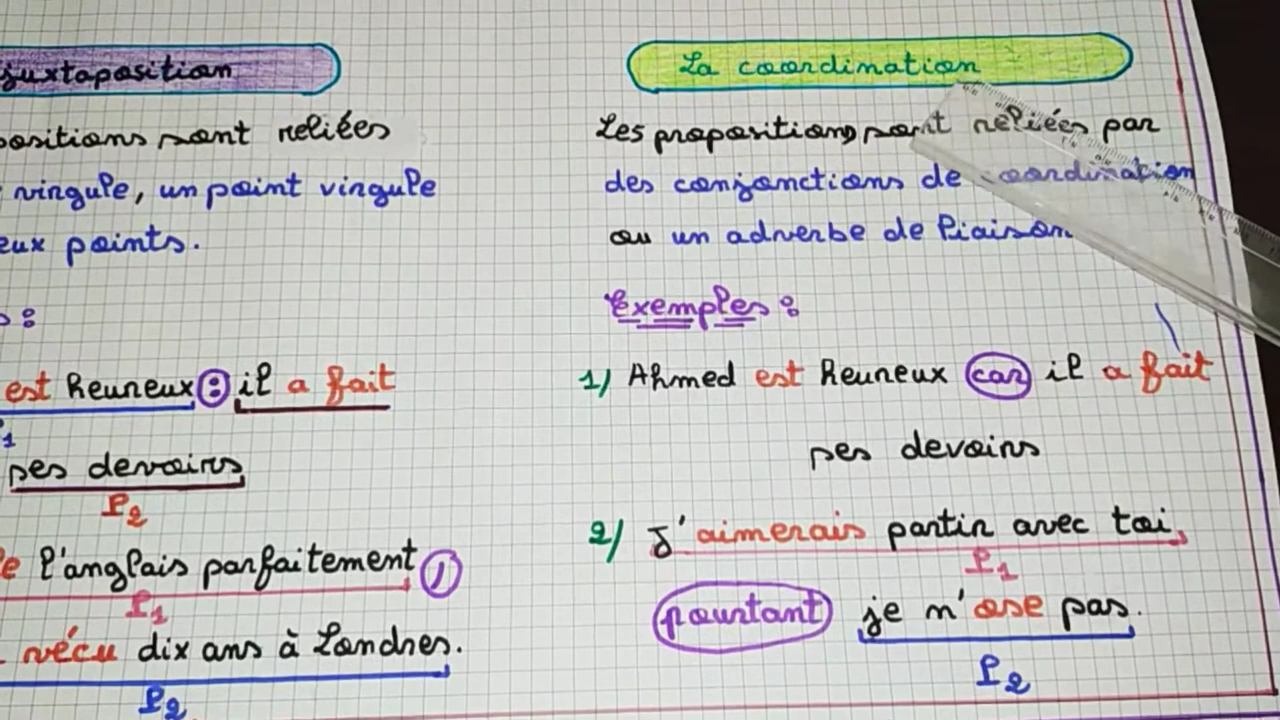 juxtaposition
positions sont reliées
virgule, un point virgule
eux points.
s :
est heureux : il a fait
1
ses devoirs
P2
e l'anglais parfaitement ;
P1
vécu dix ans à Londres.
P2
La coordination
Les propositions sont reliées par
des conjonctions de coordination
ou un adverbe de liaison
Exemples :
1) Ahmed est heureux car il a fait
ses devoirs
2) J'aimerais partir avec toi,
P1
pourtant je n'ose pas.
P2